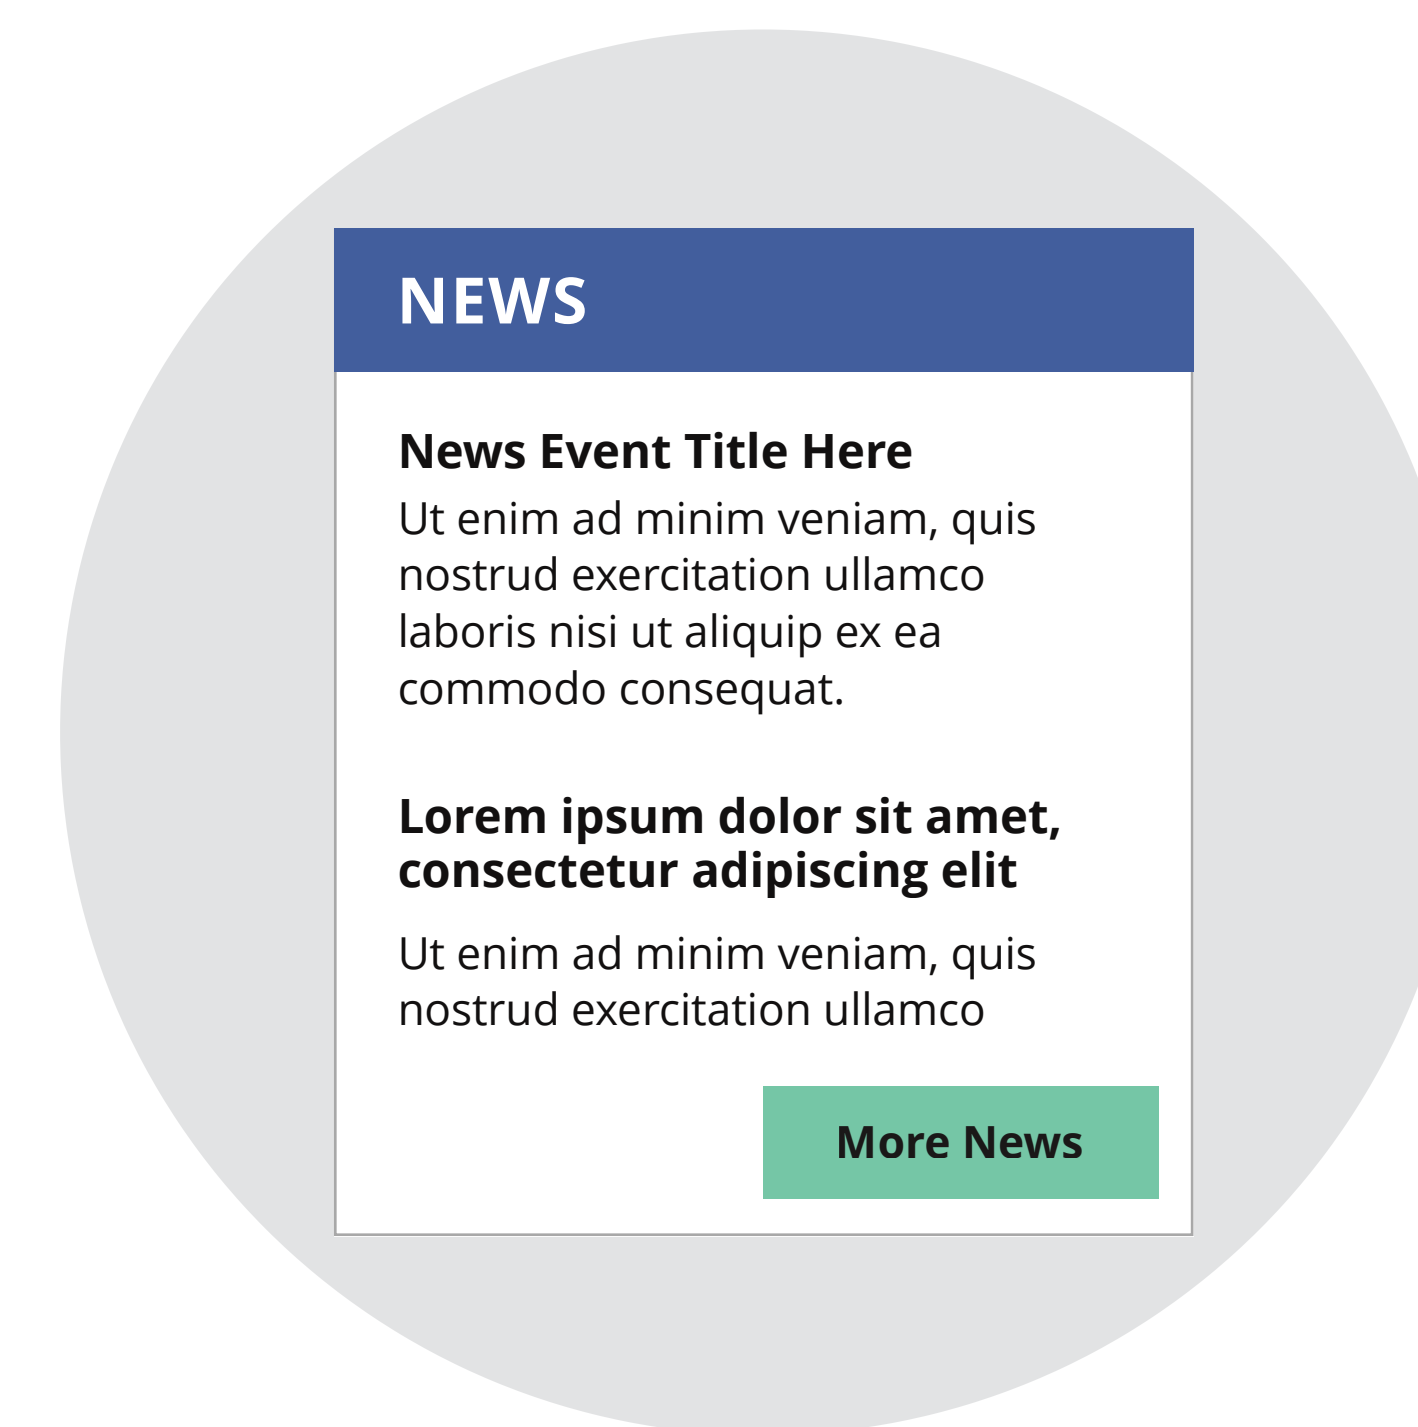 NEWS
News Event Title Here
Ut enim ad minim veniam, quis
nostrud exercitation ullamco
laboris nisi ut aliquip ex ea
commodo consequat.
Lorem ipsum dolor sit amet,
consectetur adipiscing elit
Ut enim ad minim veniam, quis
nostrud exercitation ullamco
More News